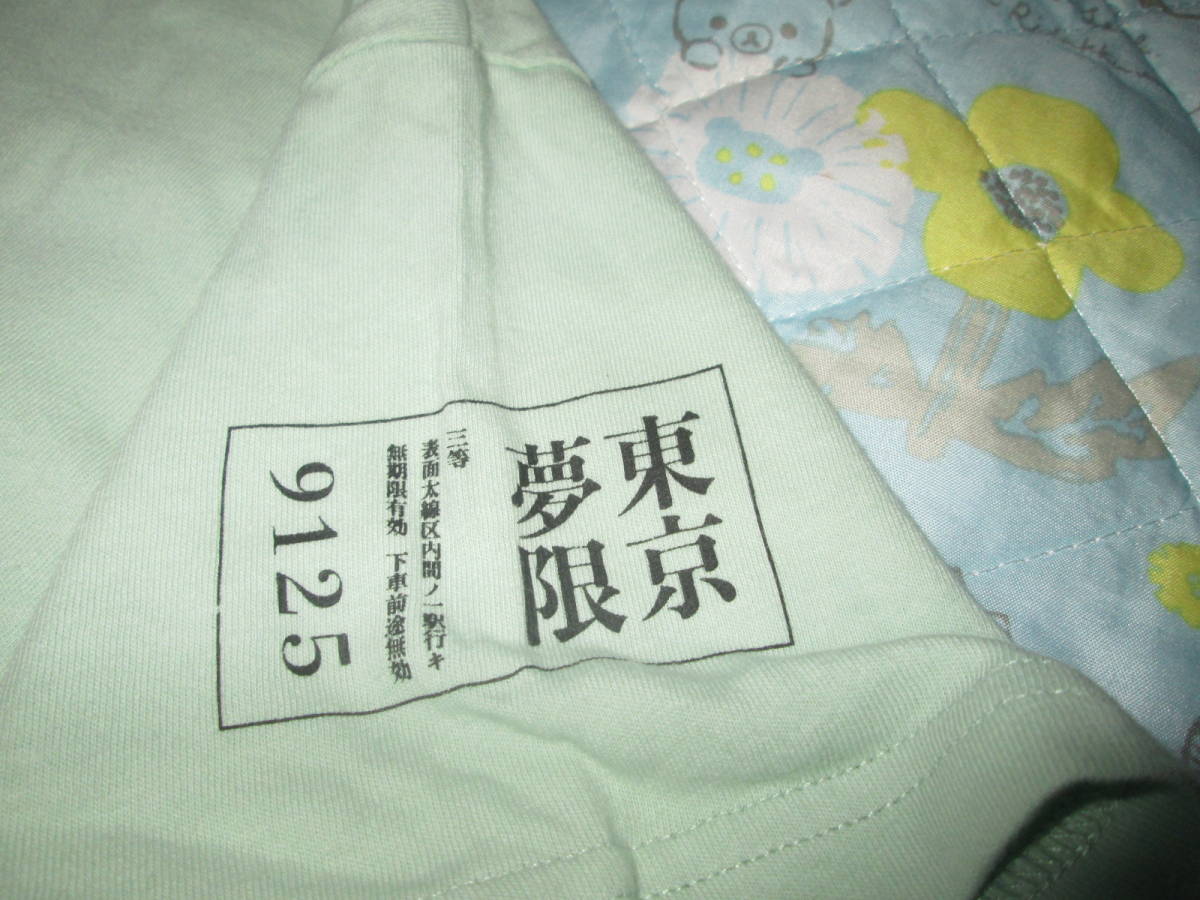 東京
夢限
三等
表面太線区内間ノ一駅行キ
無期限有効 下車前途無効
9125